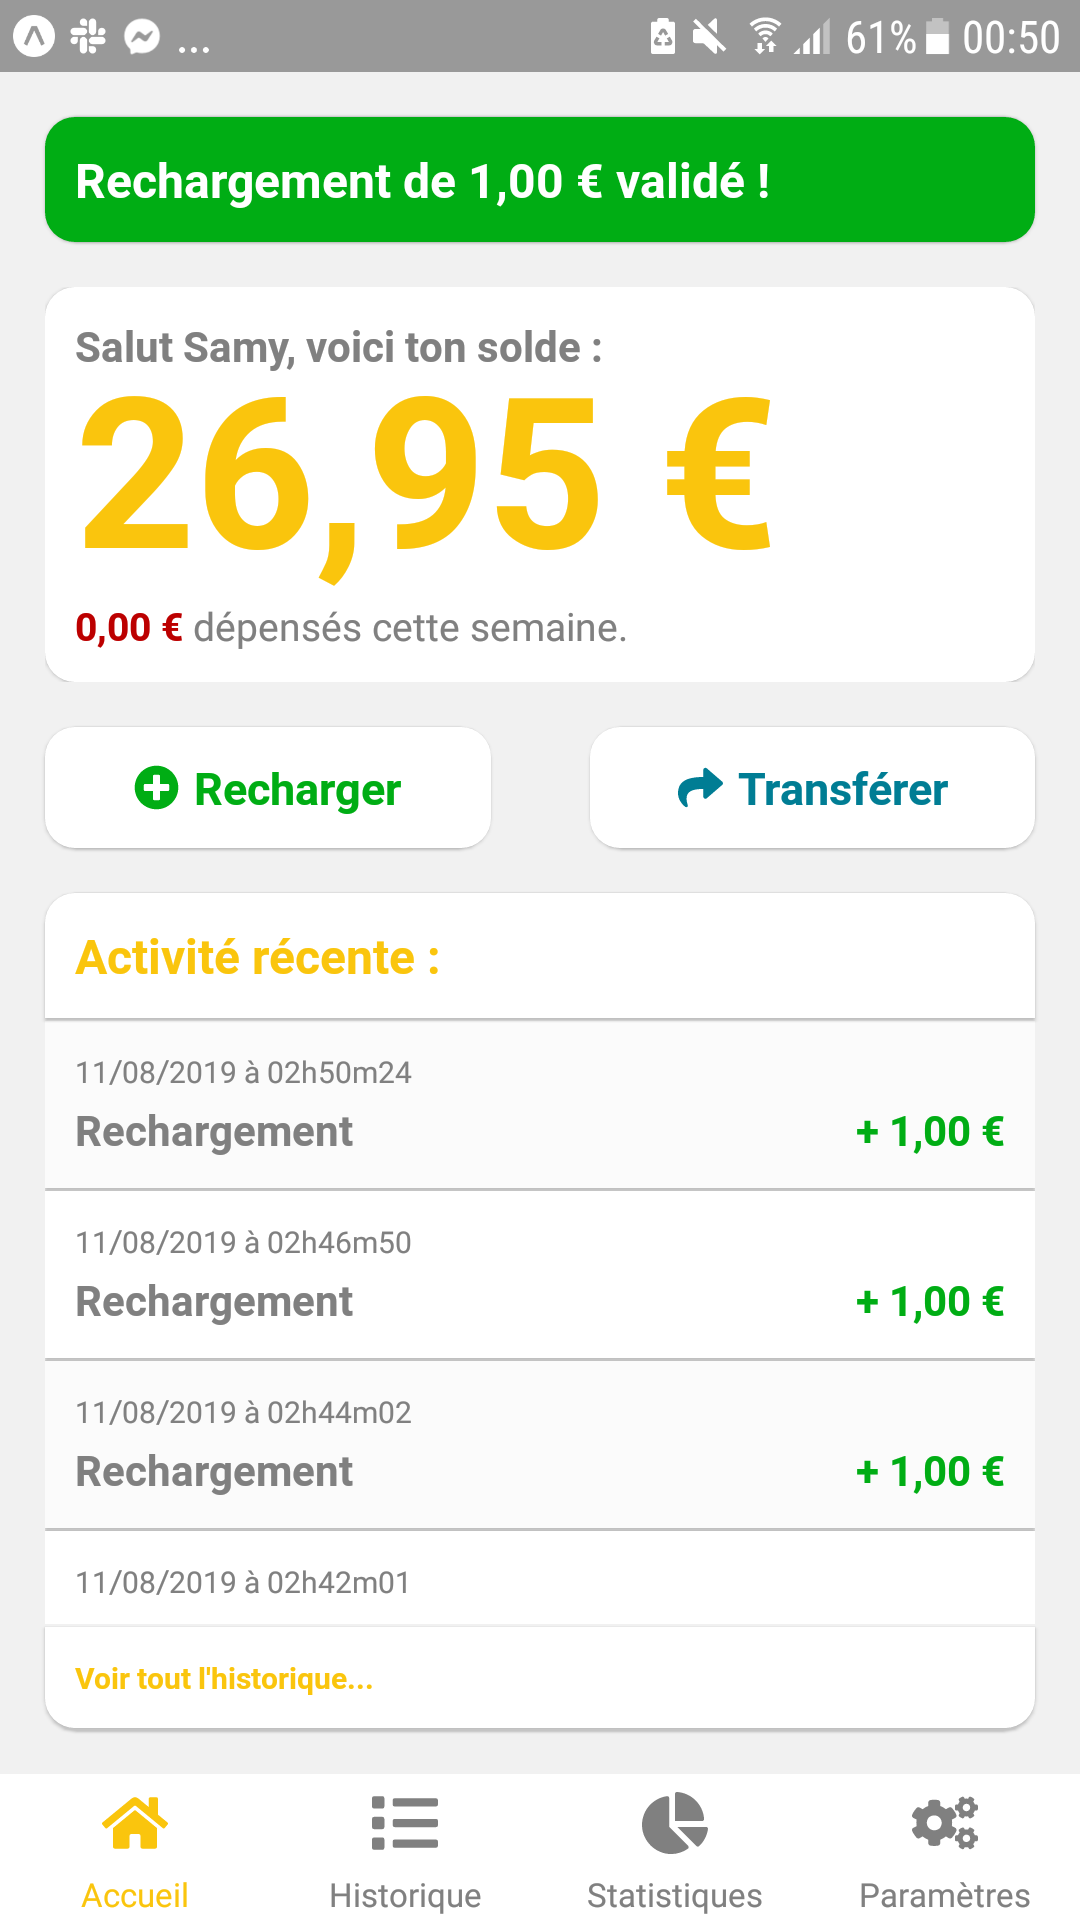 ... 61% 00:50
Rechargement de 1,00 € validé !
Salut Samy, voici ton solde :
26,95 €
0,00 € dépensés cette semaine.
Recharger Transférer
Activité récente :
11/08/2019 à 02h50m24
Rechargement + 1,00 €
11/08/2019 à 02h46m50
Rechargement + 1,00 €
11/08/2019 à 02h44m02
Rechargement + 1,00 €
11/08/2019 à 02h42m01
Voir tout l'historique...
Accueil Historique Statistiques Paramètres